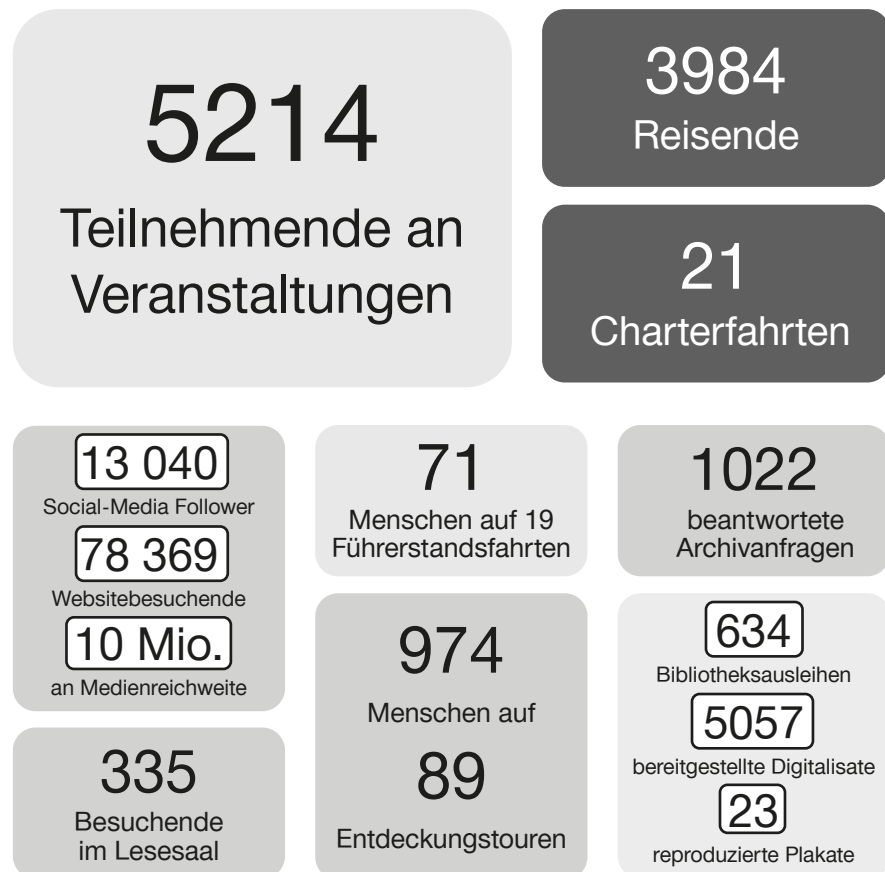 5214
Teilnehmende an
Veranstaltungen
3984
Reisende
21
Charterfahrten
13 040
Social-Media Follower
78 369
Websitebesuchende
10 Mio.
an Medienreichweite
335
Besuchende
im Lesesaal
71
Menschen auf 19
Führerstandsfahrten
974
Menschen auf
89
Entdeckungstouren
1022
beantwortete
Archivanfragen
634
Bibliotheksausleihen
5057
bereitgestellte Digitalisate
23
reproduzierte Plakate